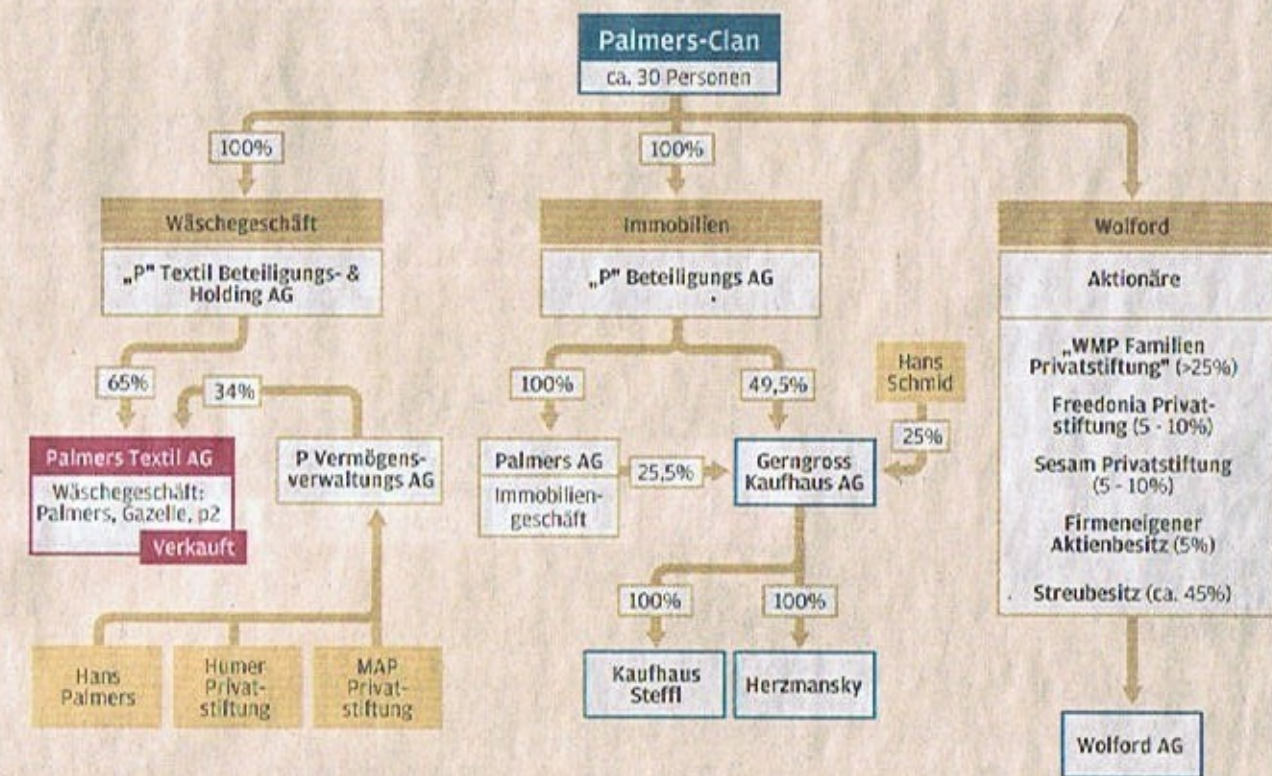 Palmers-Clan
ca. 30 Personen
100%
100%
Wäschegeschäft
„P" Textil Beteiligungs- &
Holding AG
Immobilien
„P" Beteiligungs AG
Wolford
Aktionäre
„WMP Familien
Privatstiftung" (>25%)
Freedonia Privat-
stiftung (5 - 10%)
Sesam Privatstiftung
(5 - 10%)
Firmeneigener
Aktienbesitz (5%)
Streubesitz (ca. 45%)
65%
34%
100%
49,5%
Hans
Schmid
25%
Palmers Textil AG
Wäschegeschäft:
Palmers, Gazelle, p2
Verkauft
P Vermögens-
verwaltungs AG
Palmers AG
Immobilien-
geschäft
25,5%
Gerngross
Kaufhaus AG
100%
100%
Hans
Palmers
Humer
Privat-
stiftung
MAP
Privat-
stiftung
Kaufhaus
Steffl
Herzmansky
Wolford AG